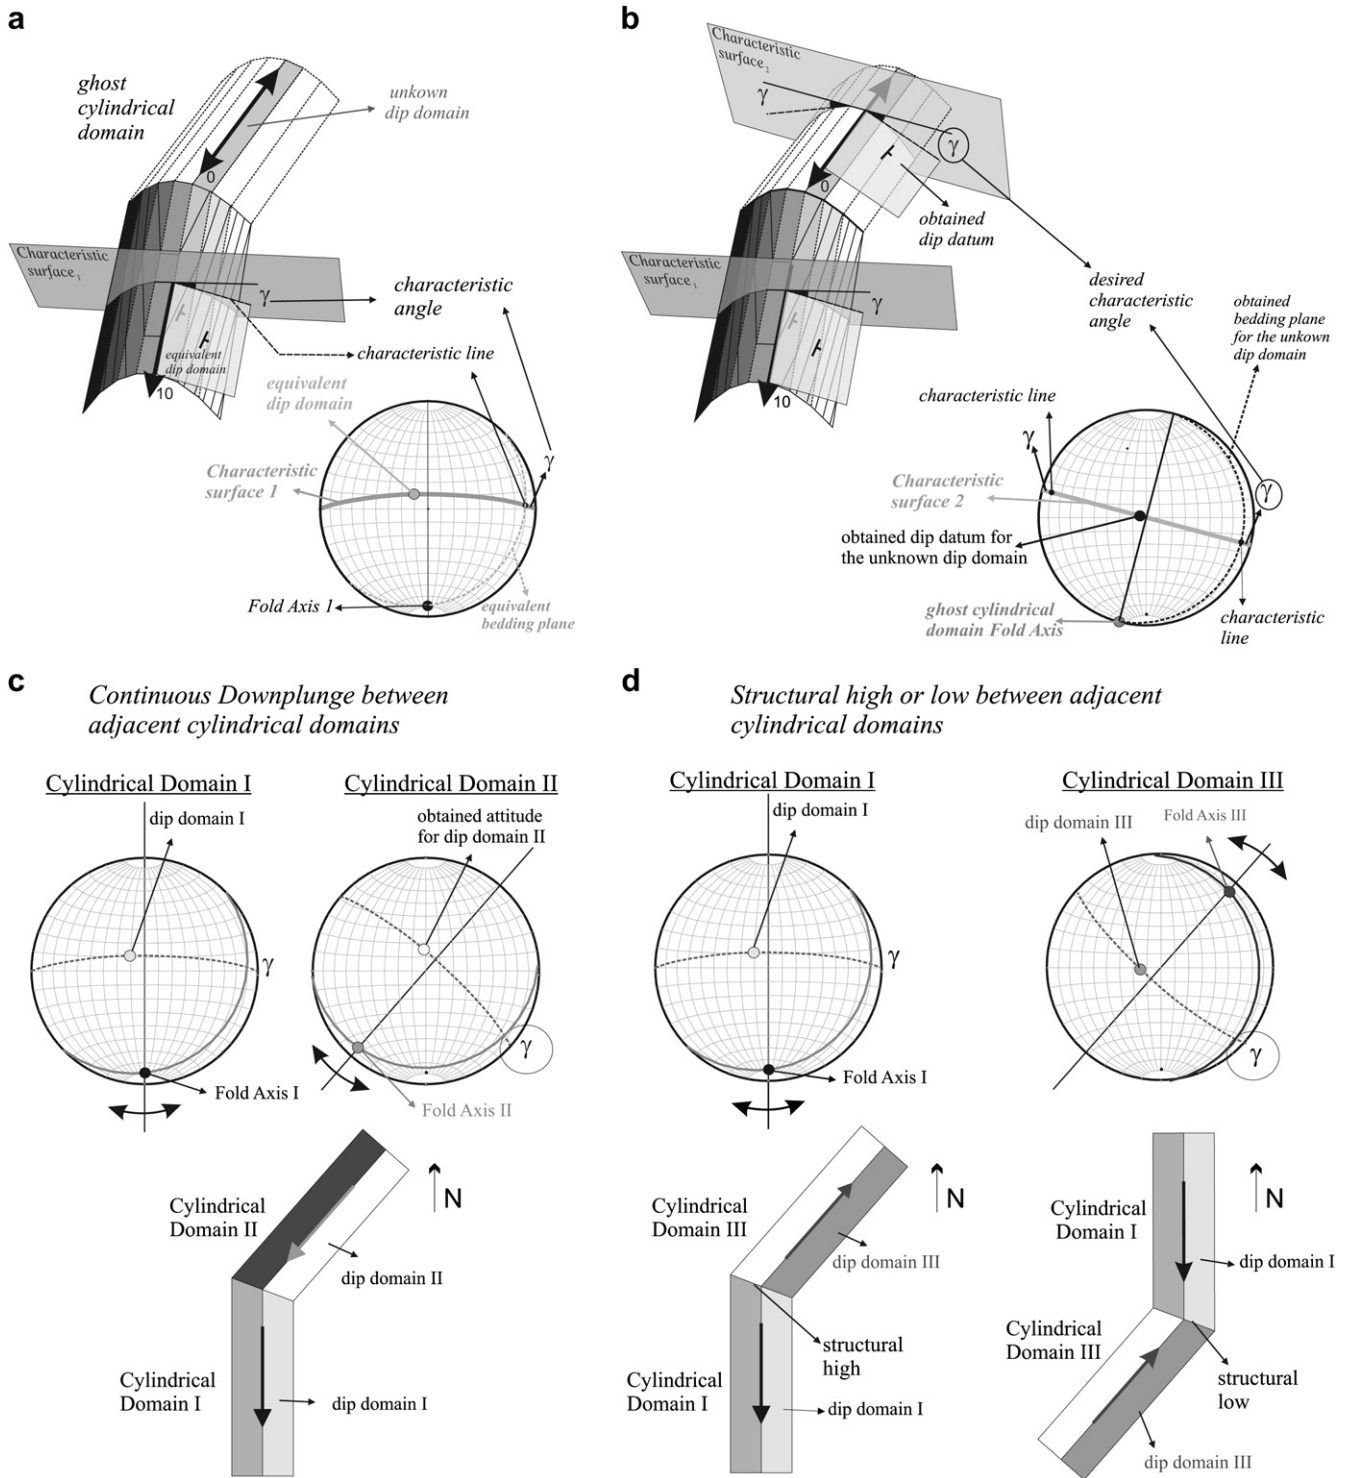 a
ghost
cylindrical
domain
unkown
dip domain
0
Characteristic
surface1
γ
characteristic
angle
characteristic line
equivalent
dip domain
10
equivalent
dip domain
γ
Characteristic
surface 1
Fold Axis 1
equivalent
bedding plane
b
Characteristic
surface2
γ
γ
0
obtained
dip datum
Characteristic
surface1
γ
10
desired
characteristic
angle
obtained
bedding plane
for the unkown
dip domain
characteristic line
γ
γ
Characteristic
surface 2
obtained dip datum for
the unknown dip domain
ghost cylindrical
domain Fold Axis
characteristic
line
c
Continuous Downplunge between
adjacent cylindrical domains
Cylindrical Domain I
dip domain I
γ
Fold Axis I
Cylindrical Domain II
obtained attitude
for dip domain II
γ
Fold Axis II
Cylindrical
Domain II
N
dip domain II
Cylindrical
Domain I
dip domain I
d
Structural high or low between adjacent
cylindrical domains
Cylindrical Domain I
dip domain I
γ
Fold Axis I
Cylindrical Domain III
dip domain III
Fold Axis III
γ
Cylindrical
Domain III
N
dip domain III
structural
high
Cylindrical
Domain I
dip domain I
Cylindrical
Domain I
N
dip domain I
Cylindrical
Domain III
structural
low
dip domain III